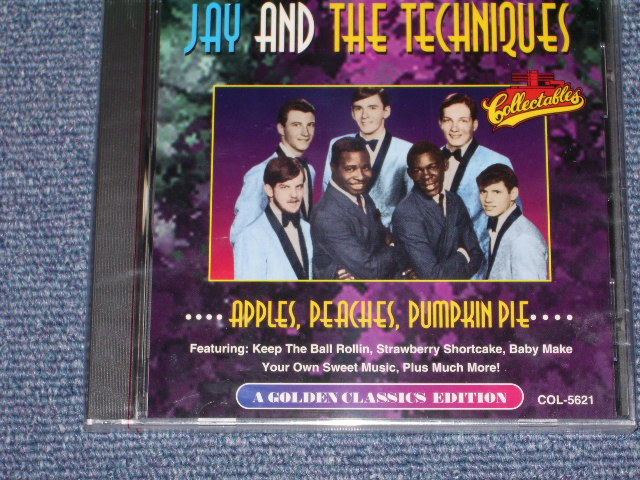 JAY AND THE TECHNIQUES
Collectables
....APPLES, PEACHES, PUMPKIN PIE....
Featuring: Keep The Ball Rollin, Strawberry Shortcake, Baby Make
Your Own Sweet Music, Plus Much More!
A GOLDEN CLASSICS EDITION
COL-5621